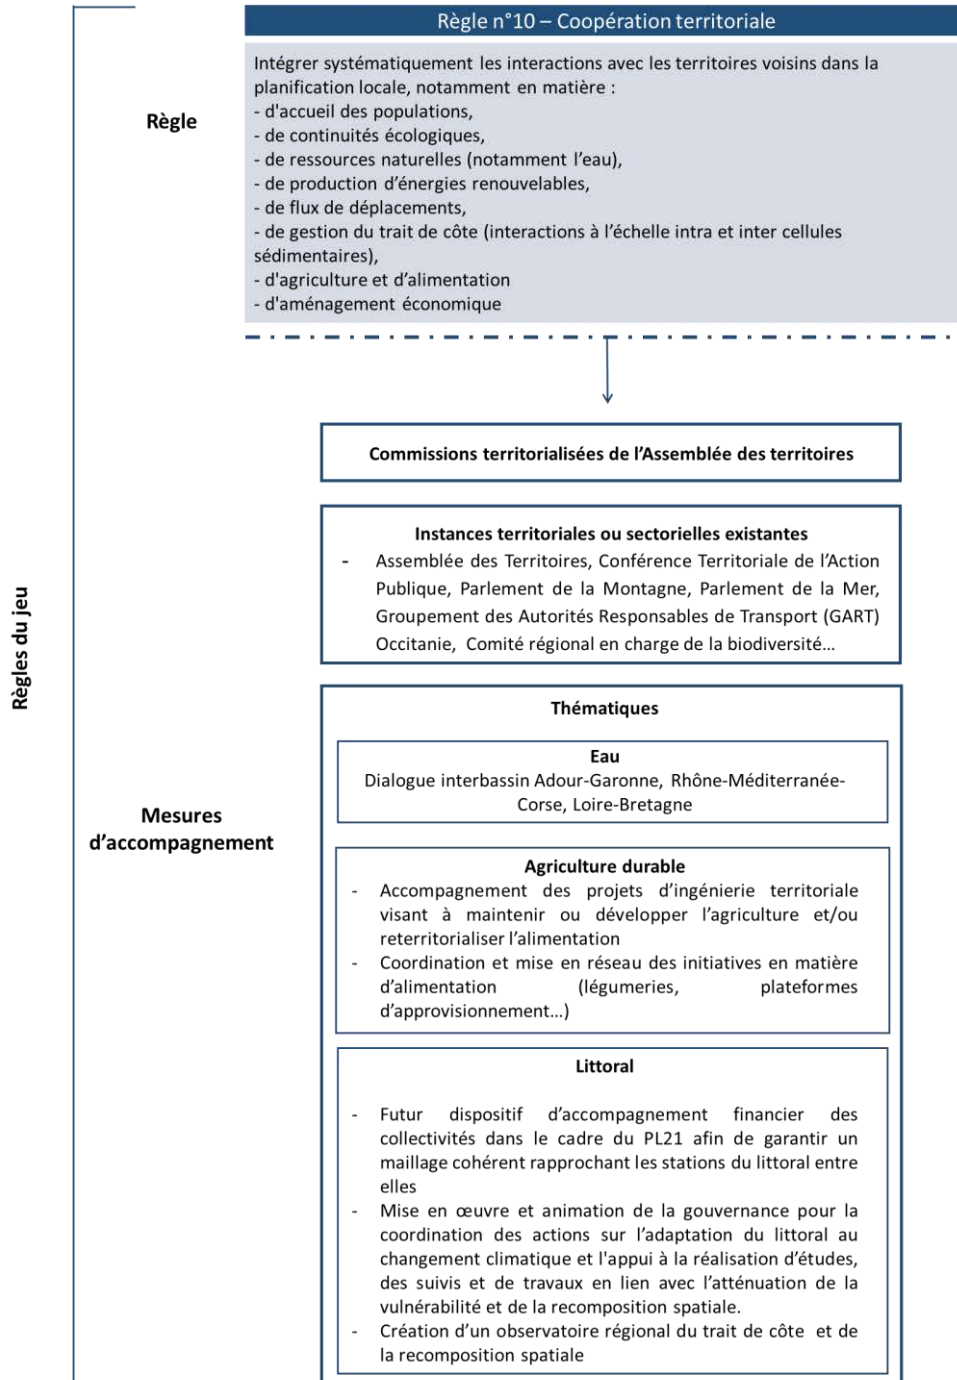 Règle n°10 – Coopération territoriale
Règle
Intégrer systématiquement les interactions avec les territoires voisins dans la
planification locale, notamment en matière :
- d'accueil des populations,
- de continuités écologiques,
- de ressources naturelles (notamment l’eau),
- de production d’énergies renouvelables,
- de flux de déplacements,
- de gestion du trait de côte (interactions à l’échelle intra et inter cellules
sédimentaires),
- d'agriculture et d’alimentation
- d'aménagement économique
Règles du jeu
Mesures
d’accompagnement
Commissions territorialisées de l’Assemblée des territoires
Instances territoriales ou sectorielles existantes
- Assemblée des Territoires, Conférence Territoriale de l’Action
Publique, Parlement de la Montagne, Parlement de la Mer,
Groupement des Autorités Responsables de Transport (GART)
Occitanie, Comité régional en charge de la biodiversité...
Thématiques
Eau
Dialogue interbassin Adour-Garonne, Rhône-Méditerranée-
Corse, Loire-Bretagne
Agriculture durable
- Accompagnement des projets d’ingénierie territoriale
visant à maintenir ou développer l’agriculture et/ou
reterritorialiser l’alimentation
- Coordination et mise en réseau des initiatives en matière
d’alimentation (légumeries, plateformes
d’approvisionnement...)
Littoral
- Futur dispositif d’accompagnement financier des
collectivités dans le cadre du PL21 afin de garantir un
maillage cohérent rapprochant les stations du littoral entre
elles
- Mise en œuvre et animation de la gouvernance pour la
coordination des actions sur l’adaptation du littoral au
changement climatique et l'appui à la réalisation d’études,
des suivis et de travaux en lien avec l’atténuation de la
vulnérabilité et de la recomposition spatiale.
- Création d’un observatoire régional du trait de côte et de
la recomposition spatiale